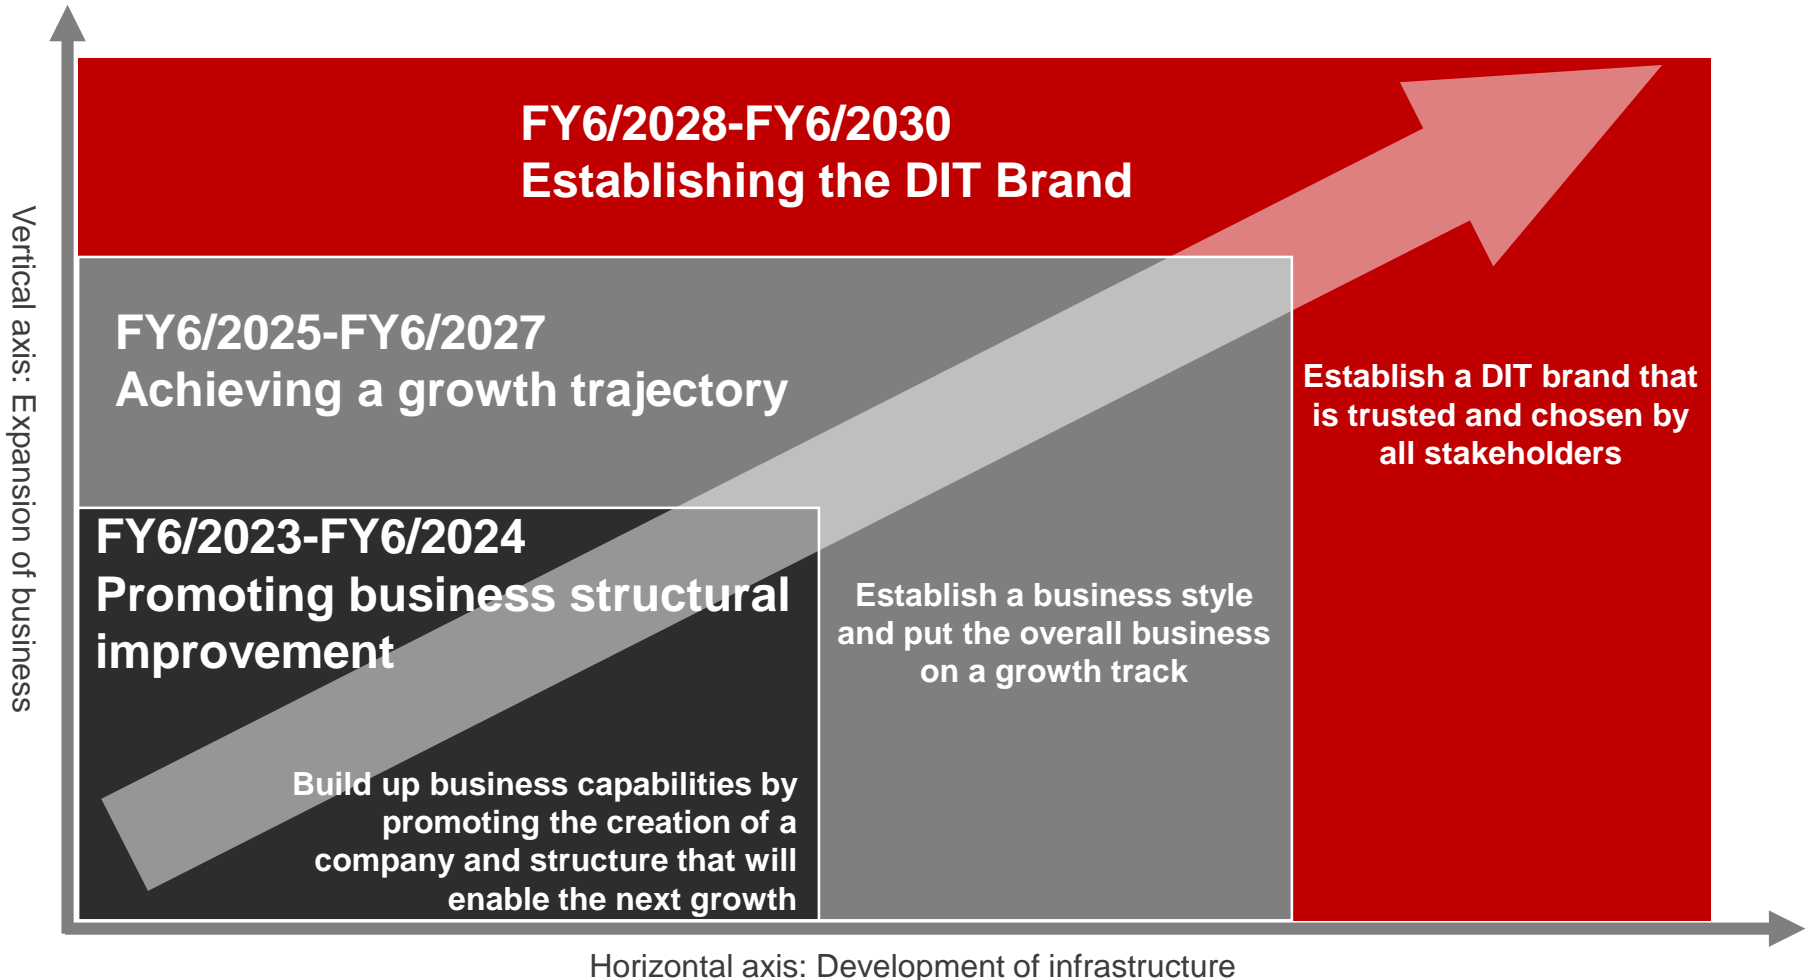 FY6/2028-FY6/2030
Establishing the DIT Brand
FY6/2025-FY6/2027
Achieving a growth trajectory
Establish a DIT brand that
is trusted and chosen by
all stakeholders
FY6/2023-FY6/2024
Promoting business structural
improvement
Establish a business style
and put the overall business
on a growth track
Build up business capabilities by
promoting the creation of a
company and structure that will
enable the next growth
Vertical axis: Expansion of business
Horizontal axis: Development of infrastructure